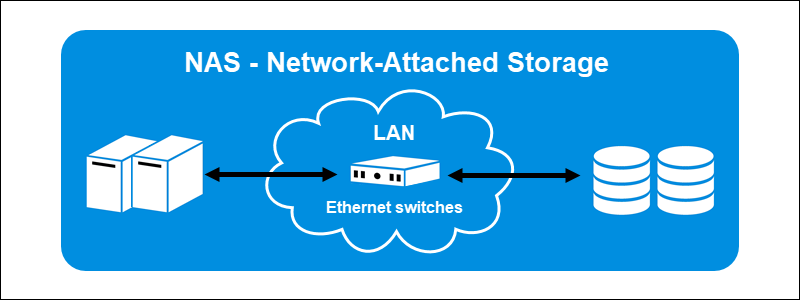 NAS - Network-Attached Storage
LAN
Ethernet switches